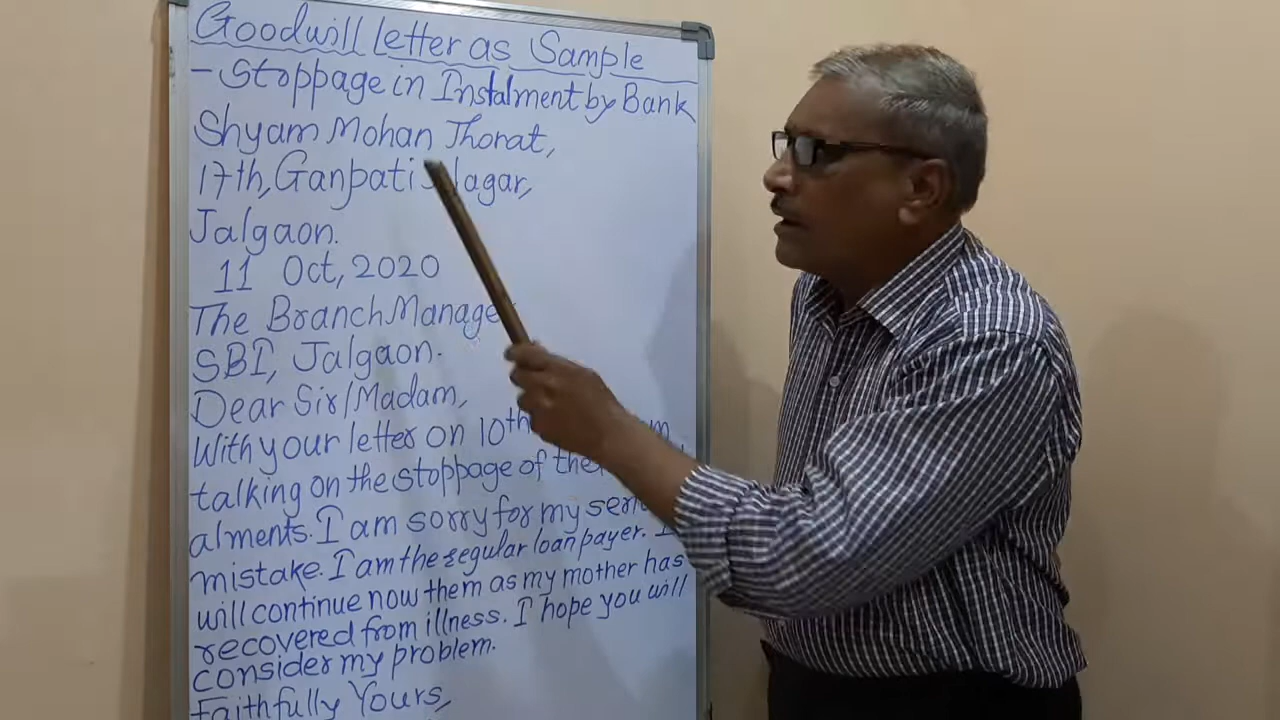 Goodwill Letter as Sample
- Stoppage in Instalment by Bank
Shyam Mohan Thorat,
17th, Ganpati Nagar,
Jalgaon.
11 Oct, 2020
The Branch Manager
SBI, Jalgaon.
Dear Sir/Madam,
With your letter on 10th
talking on the stoppage of the
alments. I am sorry for my
mistake. I am the regular loan payer. I
will continue now them as my mother has
recovered from illness. I hope you will
consider my problem.
Faithfully Yours,